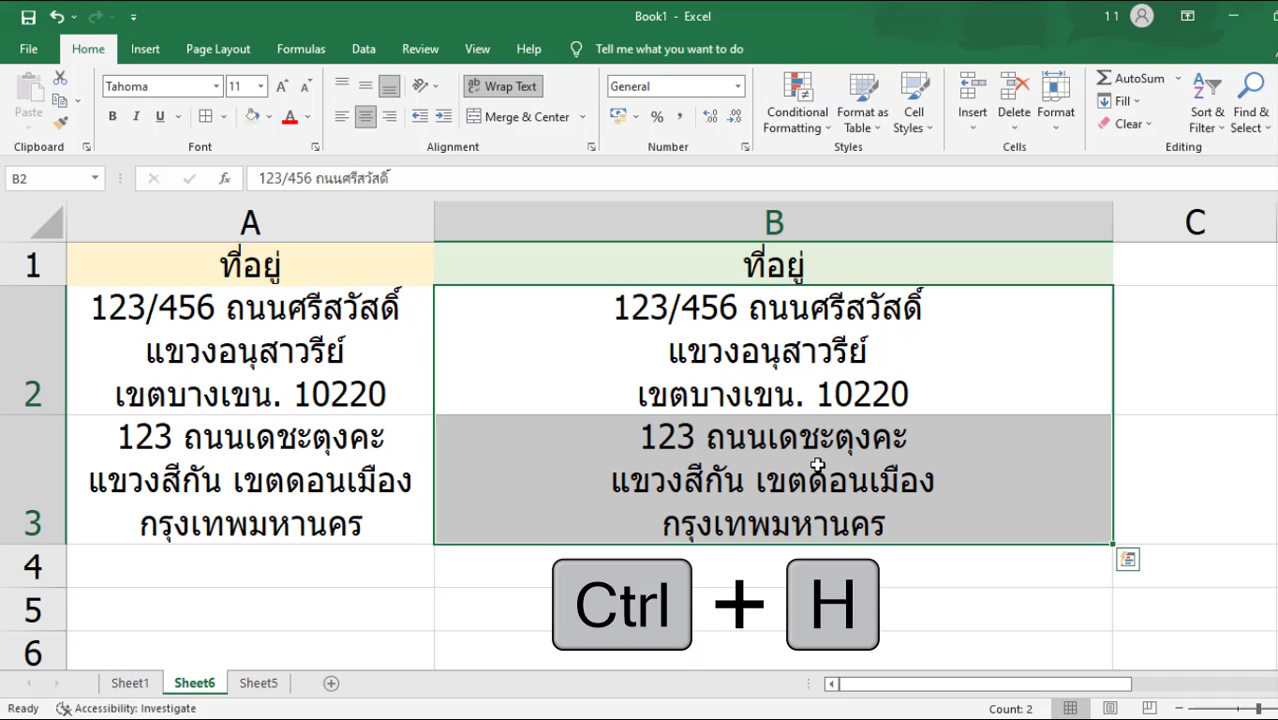 Book1 - Excel
1 1
File Home Insert Page Layout Formulas Data Review View Help Tell me what you want to do
Paste
Clipboard
Tahoma 11
B I U
Font
ab Wrap Text
Merge & Center
Alignment
General
Number
Conditional Formatting
Format as Table
Cell Styles
Styles
Insert Delete Format
Cells
AutoSum
Fill
Clear
Sort & Filter
Find & Select
Editing
B2 fx 123/456 ถนนศรีสวัสดิ์
A B C
1 ที่อยู่ ที่อยู่
123/456 ถนนศรีสวัสดิ์ 123/456 ถนนศรีสวัสดิ์
แขวงอนุสาวรีย์ แขวงอนุสาวรีย์
2 เขตบางเขน. 10220 เขตบางเขน. 10220
123 ถนนเดชะตุงคะ 123 ถนนเดชะตุงคะ
แขวงสีกัน เขตดอนเมือง แขวงสีกัน เขตดอนเมือง
3 กรุงเทพมหานคร กรุงเทพมหานคร
4
5 Ctrl + H
6
Sheet1 Sheet6 Sheet5
Ready Accessibility: Investigate Count: 2